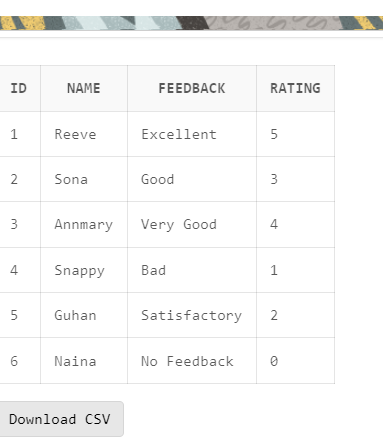 ID NAME FEEDBACK RATING
1 Reeve Excellent 5
2 Sona Good 3
3 Annmary Very Good 4
4 Snappy Bad 1
5 Guhan Satisfactory 2
6 Naina No Feedback 0
Download CSV